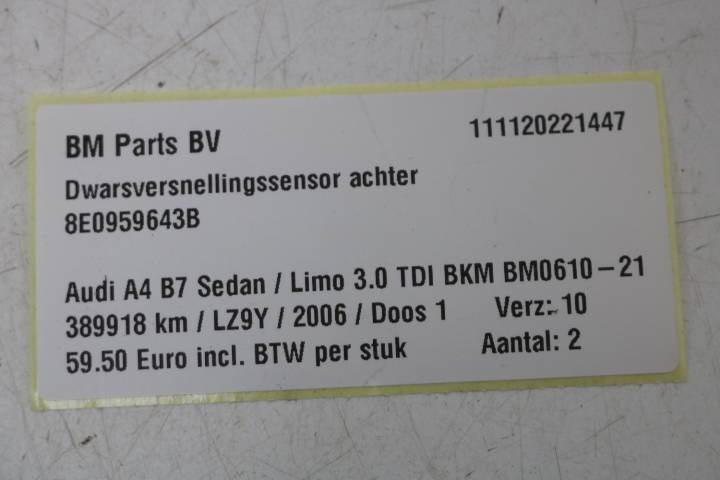 BM Parts BV 111120221447
Dwarsversnellingssensor achter
8E0959643B
Audi A4 B7 Sedan / Limo 3.0 TDI BKM BM0610-21
389918 km / LZ9Y / 2006 / Doos 1 Verz: 10
59.50 Euro incl. BTW per stuk Aantal: 2